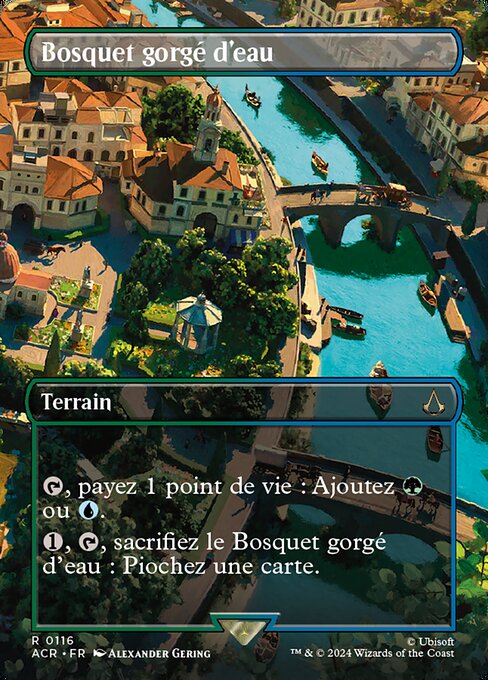 Bosquet gorgé d'eau
Terrain
, payez 1 point de vie : Ajoutez
ou .
1, , sacrifiez le Bosquet gorgé
d'eau : Piochez une carte.
R 0116
ACR • FR Alexander Gering
© Ubisoft
™ & © 2024 Wizards of the Coast